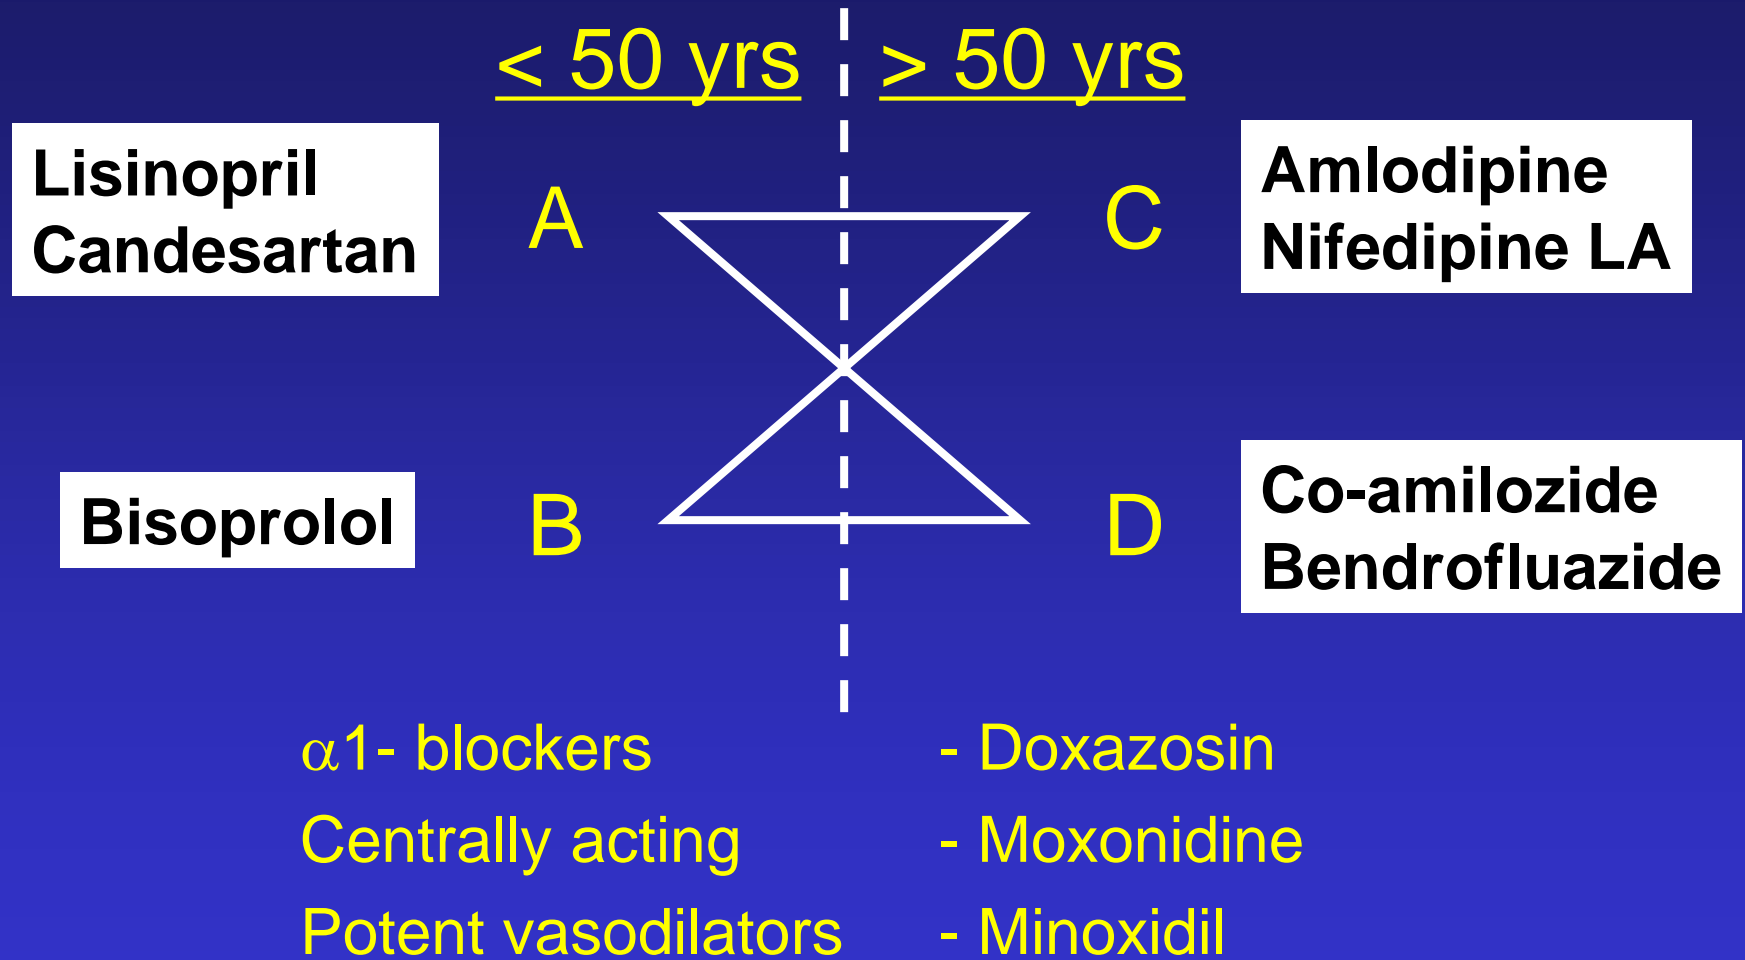 < 50 yrs > 50 yrs
Lisinopril
Candesartan
A
C
Amlodipine
Nifedipine LA
Bisoprolol
B
D
Co-amilozide
Bendrofluazide
α1- blockers - Doxazosin
Centrally acting - Moxonidine
Potent vasodilators - Minoxidil